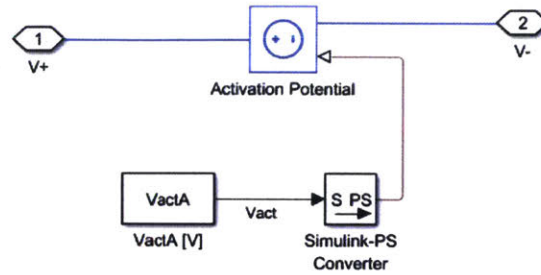 1
V+
2
V-
Activation Potential
VactA
VactA [V]
Vact
S PS
Simulink-PS
Converter